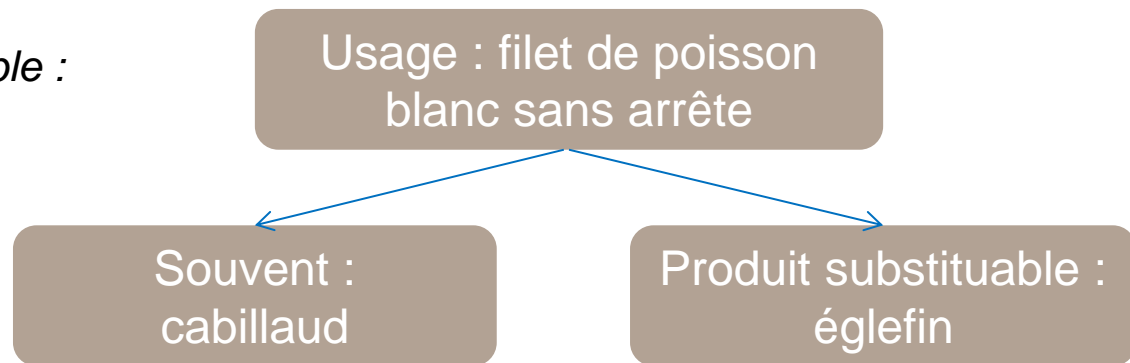 ple :
Usage : filet de poisson
blanc sans arrête
Souvent :
cabillaud
Produit substituable :
églefin